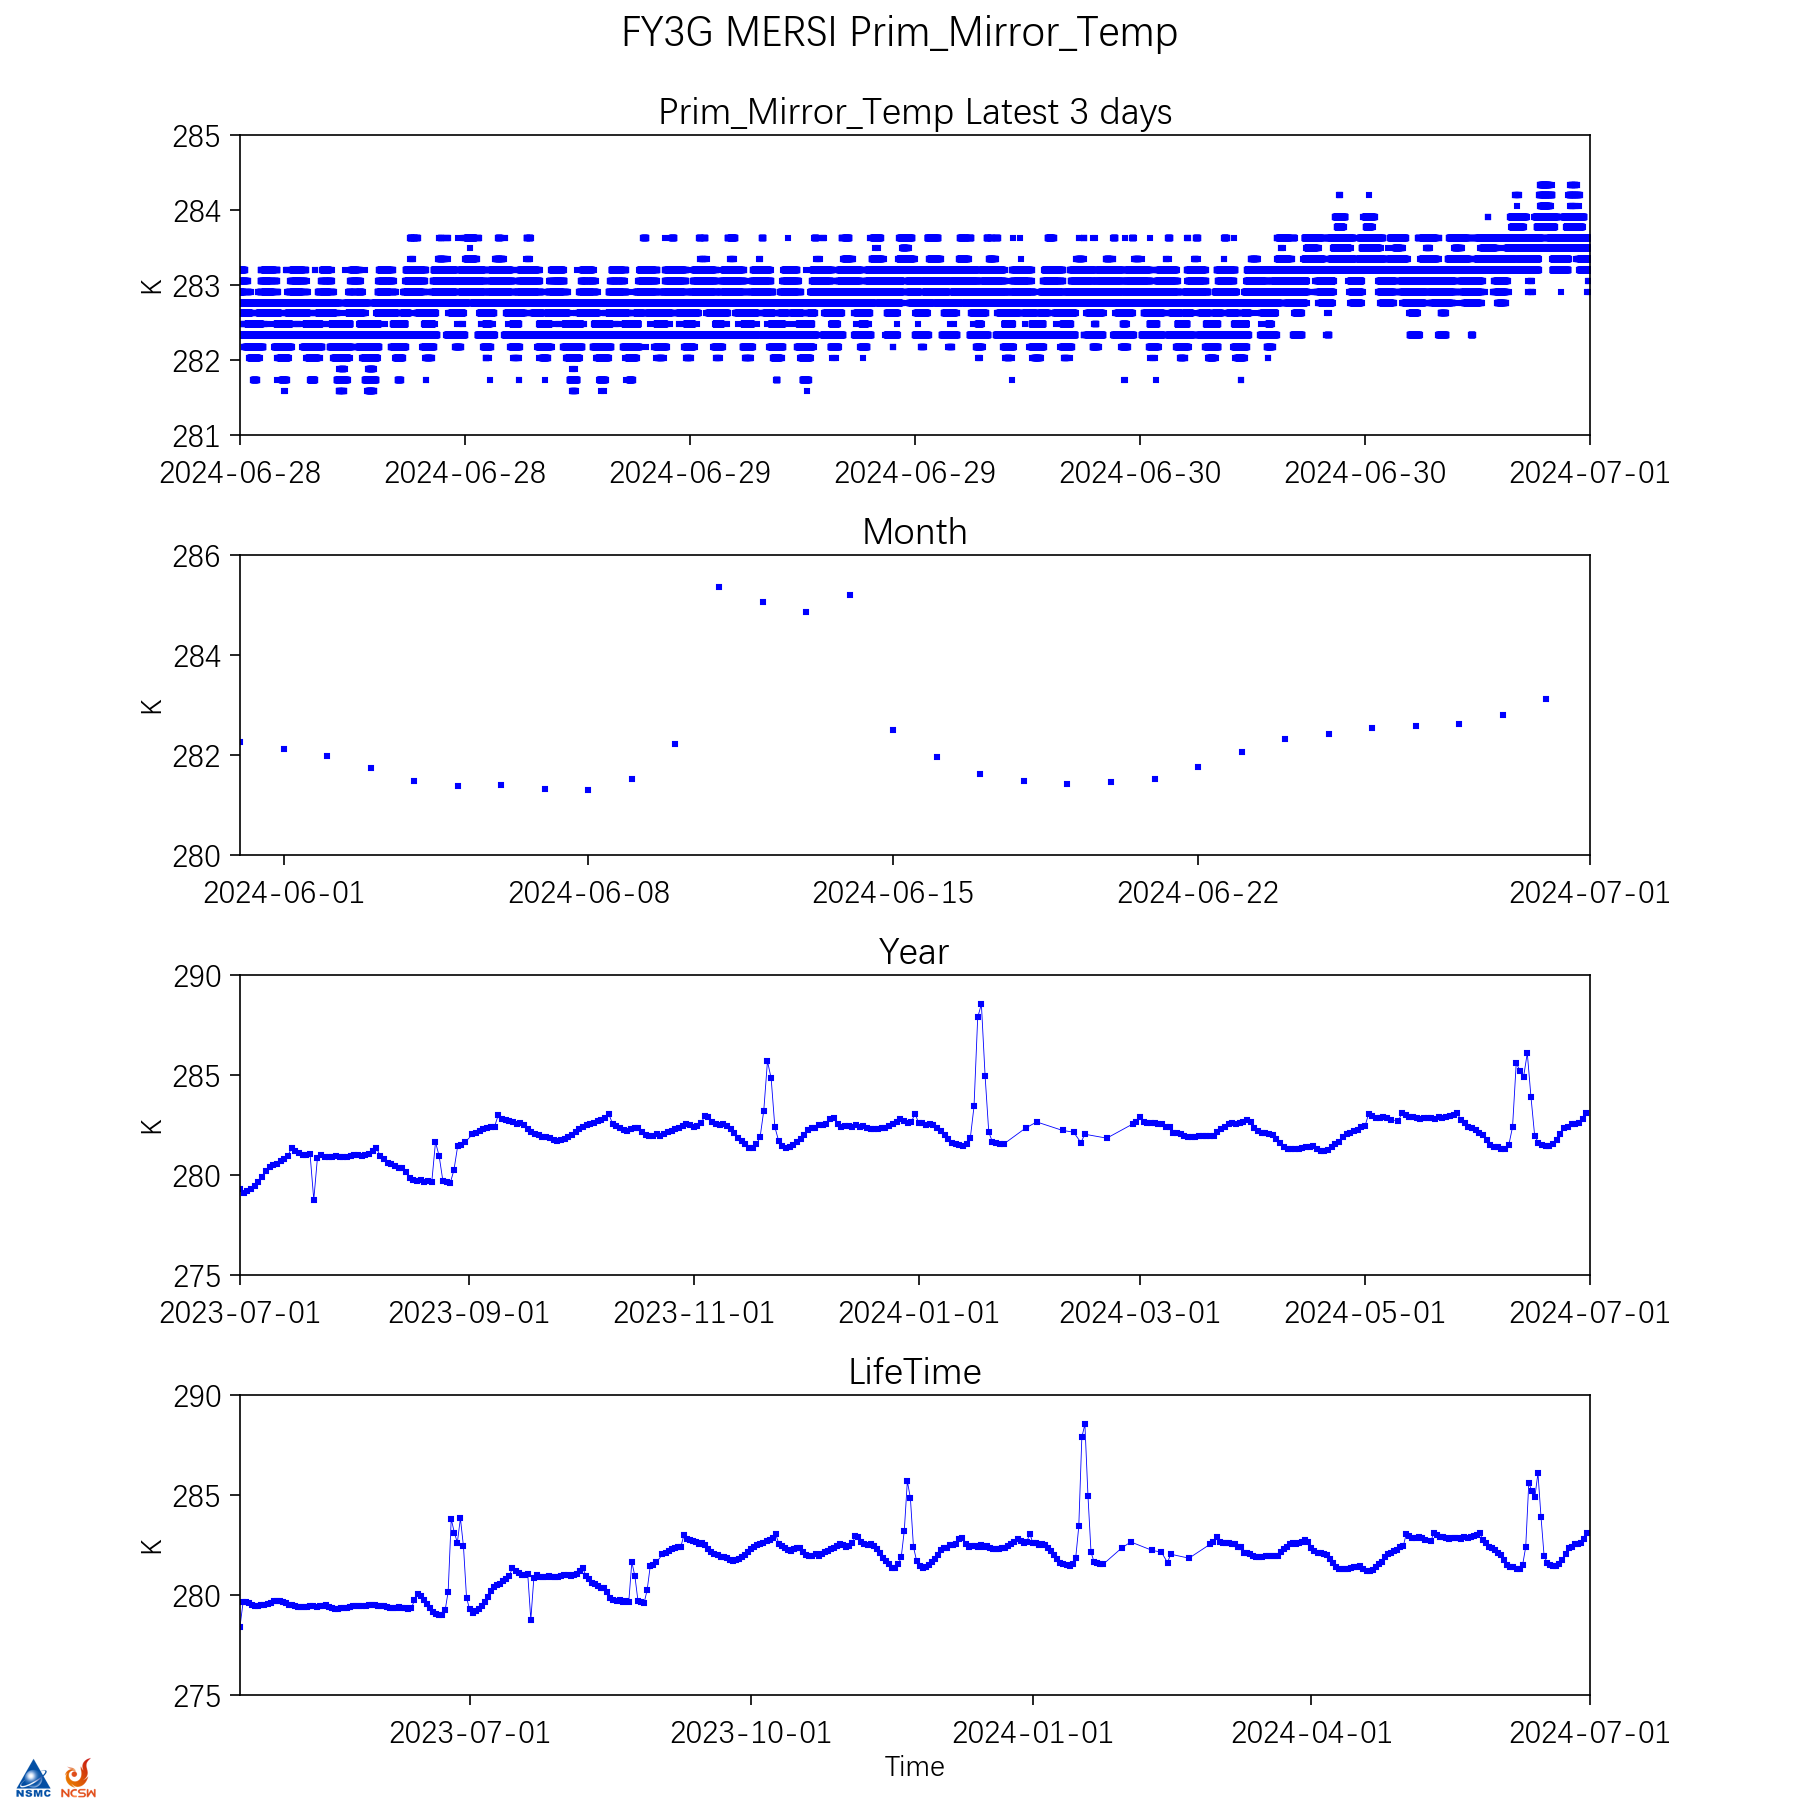 FY3G MERSI Prim_Mirror_Temp
Prim_Mirror_Temp Latest 3 days
285
284
283
282
281
K
2024-06-28 2024-06-28 2024-06-29 2024-06-29 2024-06-30 2024-06-30 2024-07-01
Month
286
284
282
280
K
2024-06-01 2024-06-08 2024-06-15 2024-06-22 2024-07-01
Year
290
285
280
275
K
2023-07-01 2023-09-01 2023-11-01 2024-01-01 2024-03-01 2024-05-01 2024-07-01
LifeTime
290
285
280
275
K
2023-07-01 2023-10-01 2024-01-01 2024-04-01 2024-07-01
Time
NSMC NCSW